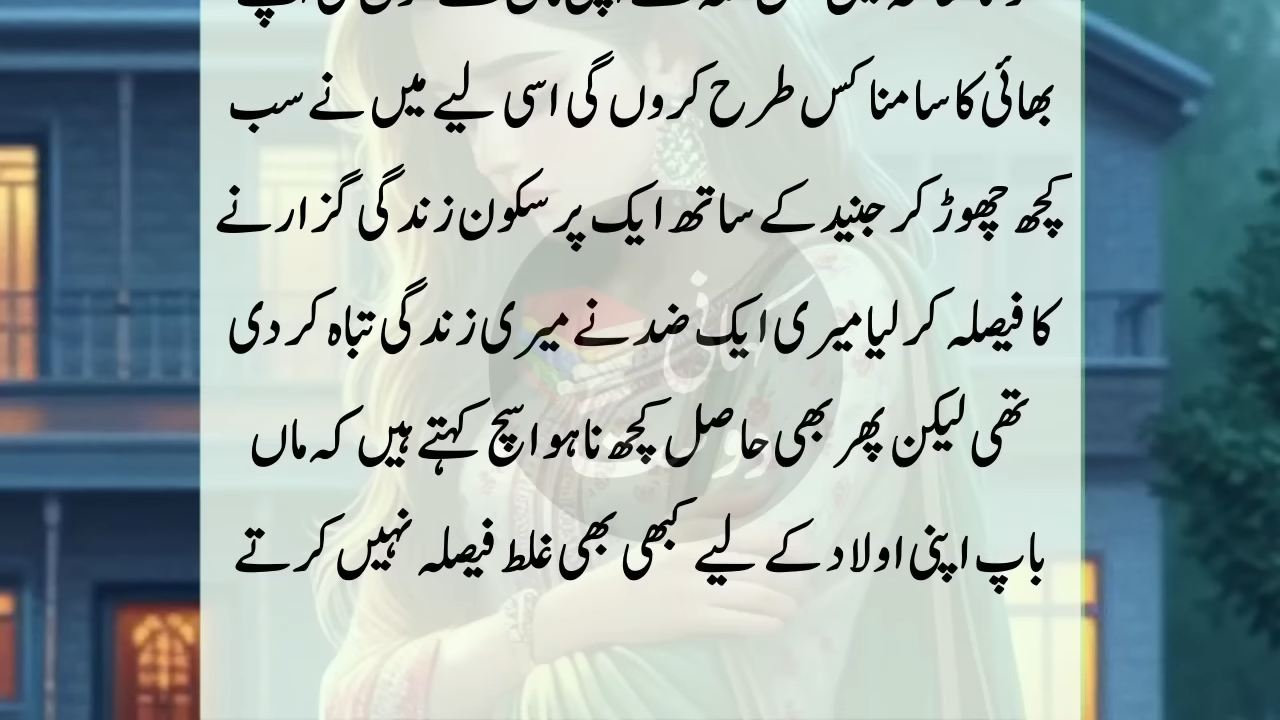 بھائی کا سامنا کس طرح کروں گی اسی لیے میں نے سب
کچھ چھوڑ کر جنید کے ساتھ ایک پر سکون زندگی گزارنے
کا فیصلہ کر لیا میری ایک ضد نے میری زندگی تباہ کر دی
تھی لیکن پھر بھی حاصل کچھ نا ہوا سچ کہتے ہیں کہ ماں
باپ اپنی اولاد کے لیے کبھی بھی غلط فیصلہ نہیں کرتے